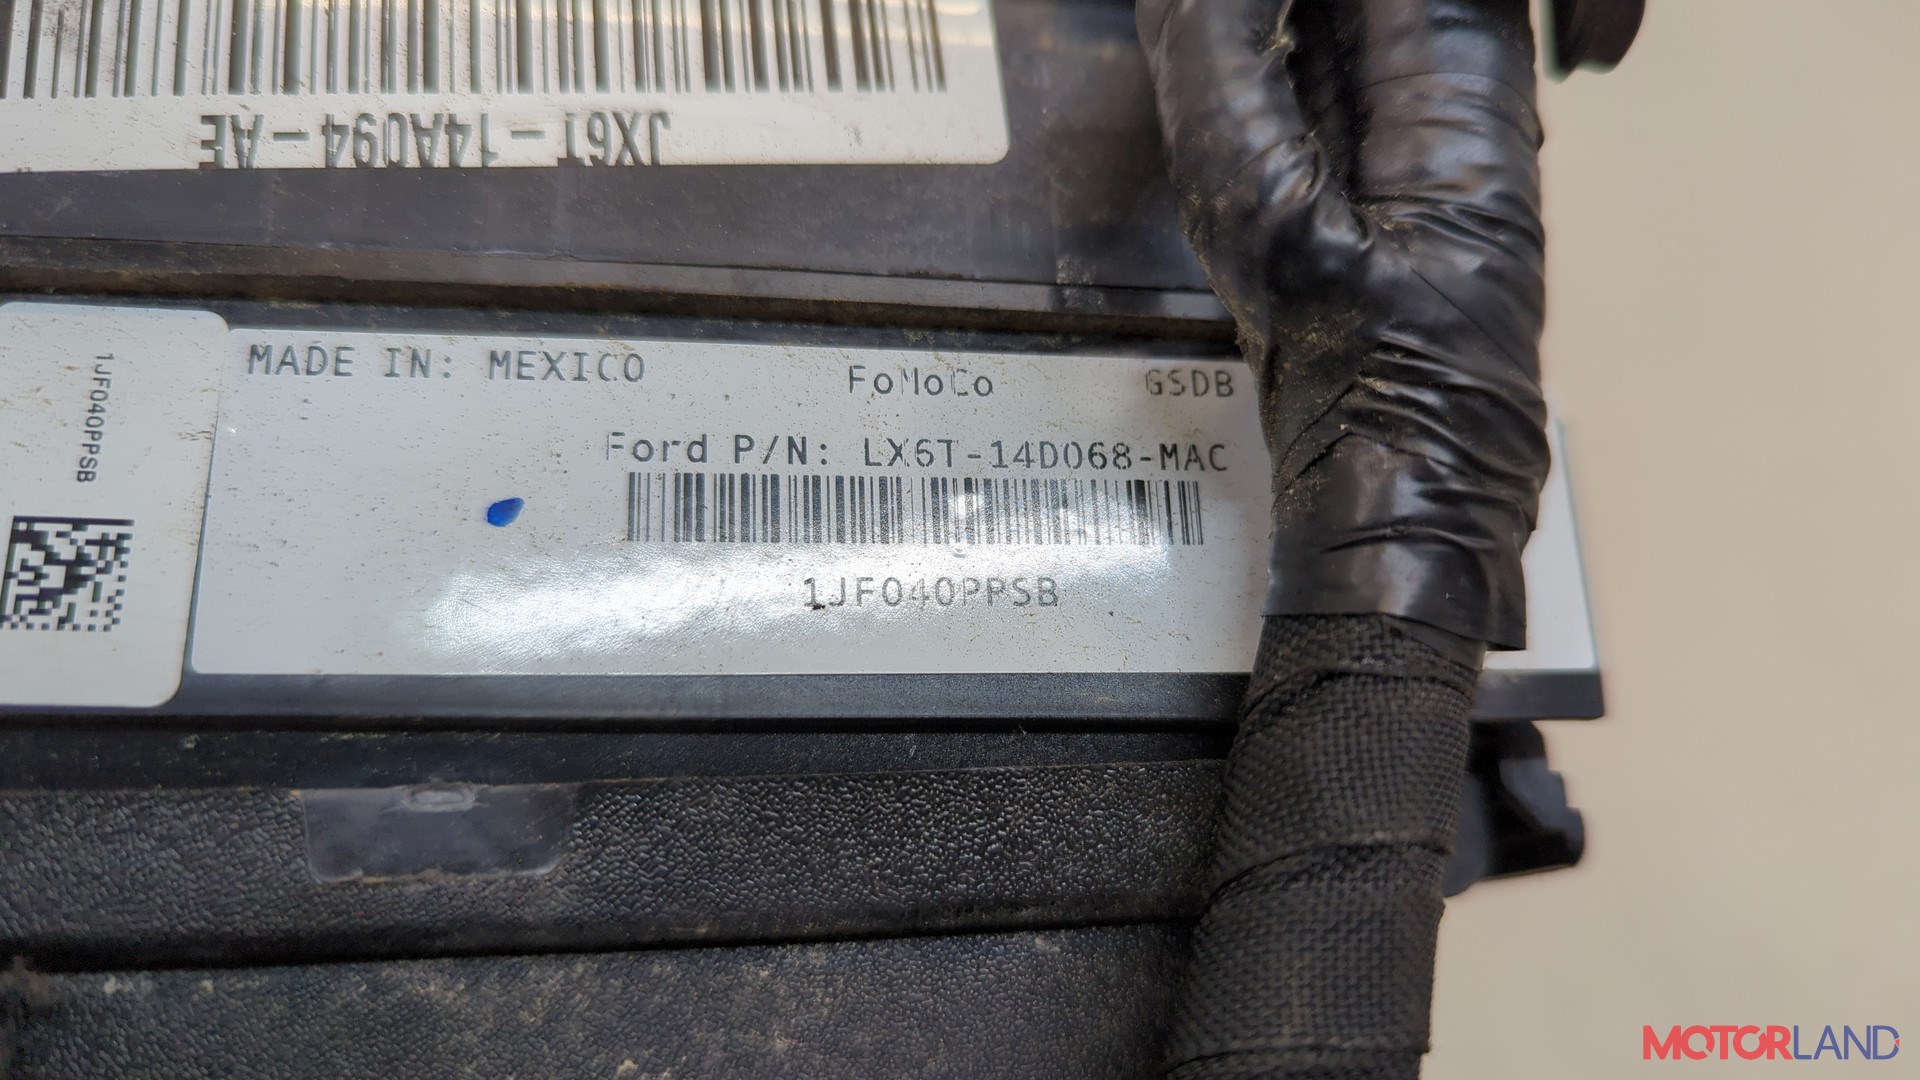 JX6T-14A094-AE
1JF040PPSB
MADE IN: MEXICO
FoMoCo
GSDB
Ford P/N: LX6T-14D068-MAC
1JF040PPSB
MOTORLAND